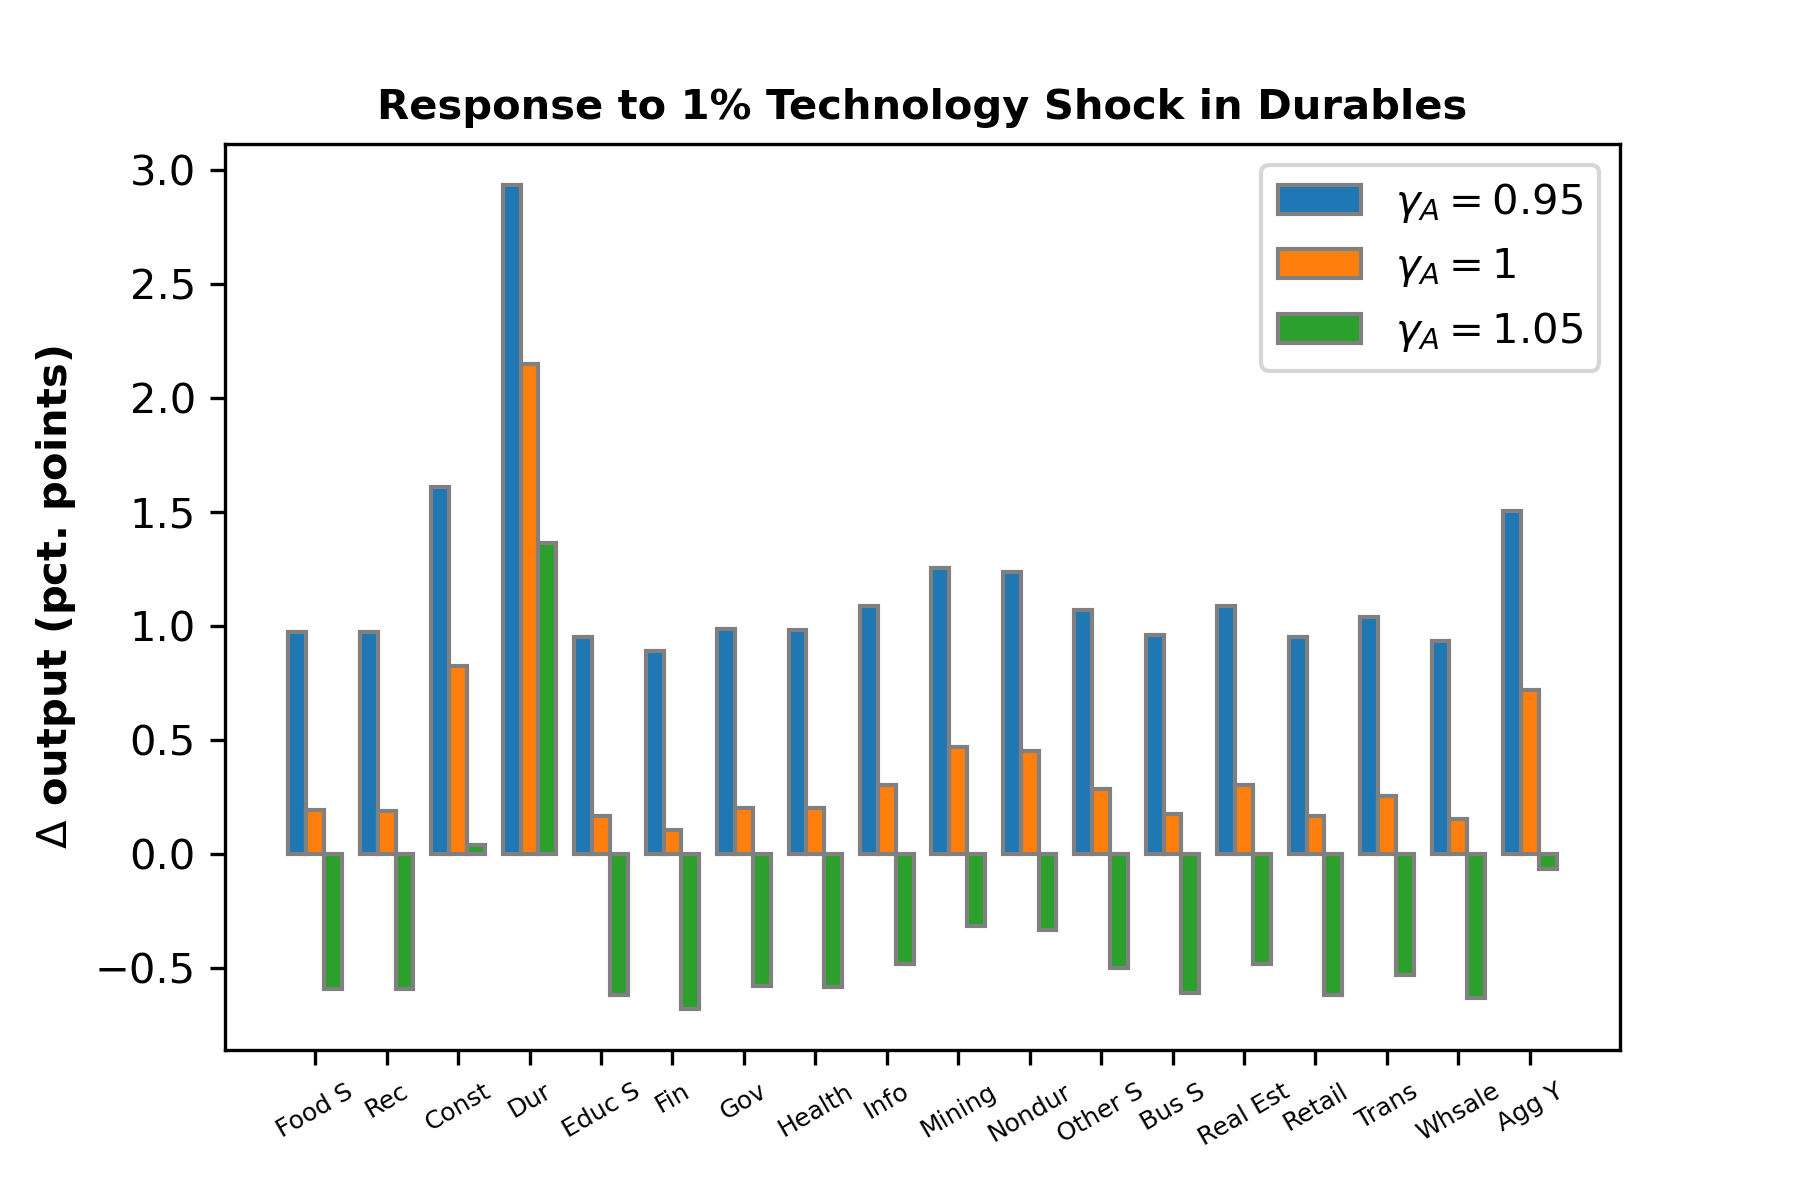 Response to 1% Technology Shock in Durables
Δ output (pct. points)
3.0
2.5
2.0
1.5
1.0
0.5
0.0
−0.5
γA = 0.95
γA = 1
γA = 1.05
Food S
Rec
Const
Dur
Educ S
Fin
Gov
Health
Info
Mining
Nondur
Other S
Bus S
Real Est
Retail
Trans
Whsale
Agg Y